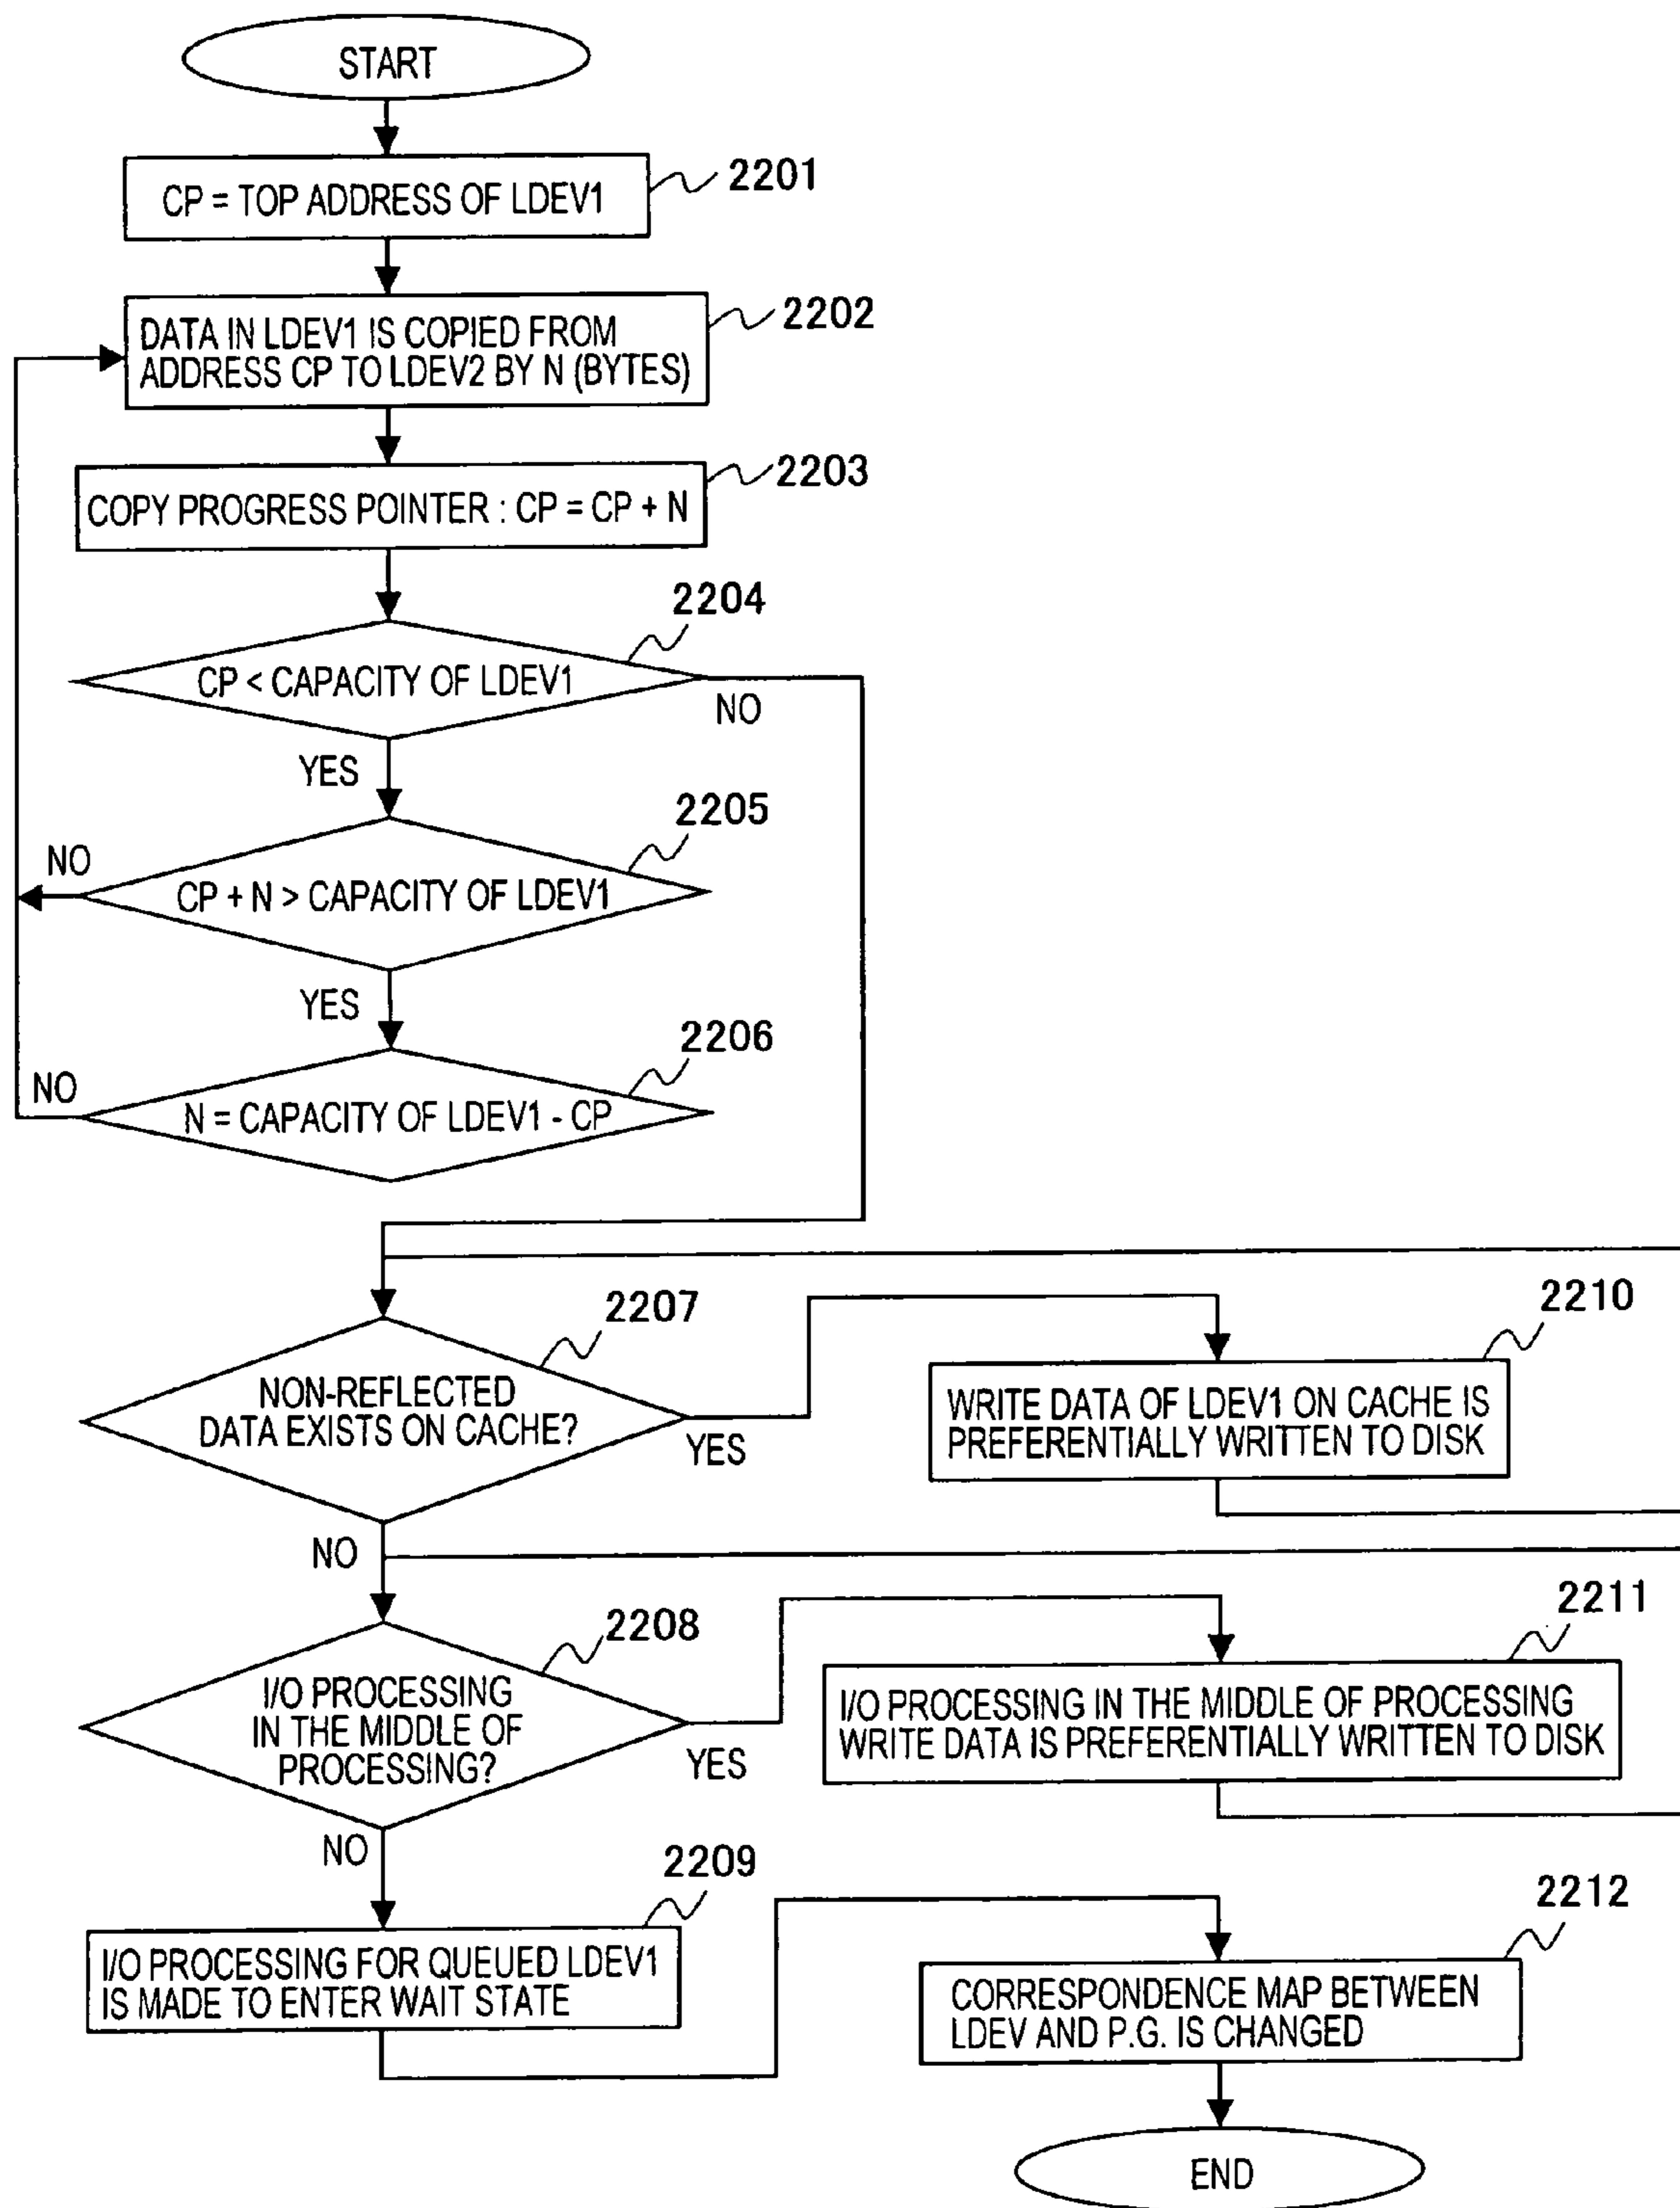 START
CP = TOP ADDRESS OF LDEV1
2201
DATA IN LDEV1 IS COPIED FROM
ADDRESS CP TO LDEV2 BY N (BYTES)
2202
COPY PROGRESS POINTER : CP = CP + N
2203
2204
CP < CAPACITY OF LDEV1
NO
YES
2205
NO
CP + N > CAPACITY OF LDEV1
YES
2206
NO
N = CAPACITY OF LDEV1 - CP
2207
NON-REFLECTED
DATA EXISTS ON CACHE?
YES
2210
WRITE DATA OF LDEV1 ON CACHE IS
PREFERENTIALLY WRITTEN TO DISK
NO
2208
I/O PROCESSING
IN THE MIDDLE OF
PROCESSING?
YES
2211
I/O PROCESSING IN THE MIDDLE OF PROCESSING
WRITE DATA IS PREFERENTIALLY WRITTEN TO DISK
NO
2209
I/O PROCESSING FOR QUEUED LDEV1
IS MADE TO ENTER WAIT STATE
2212
CORRESPONDENCE MAP BETWEEN
LDEV AND P.G. IS CHANGED
END